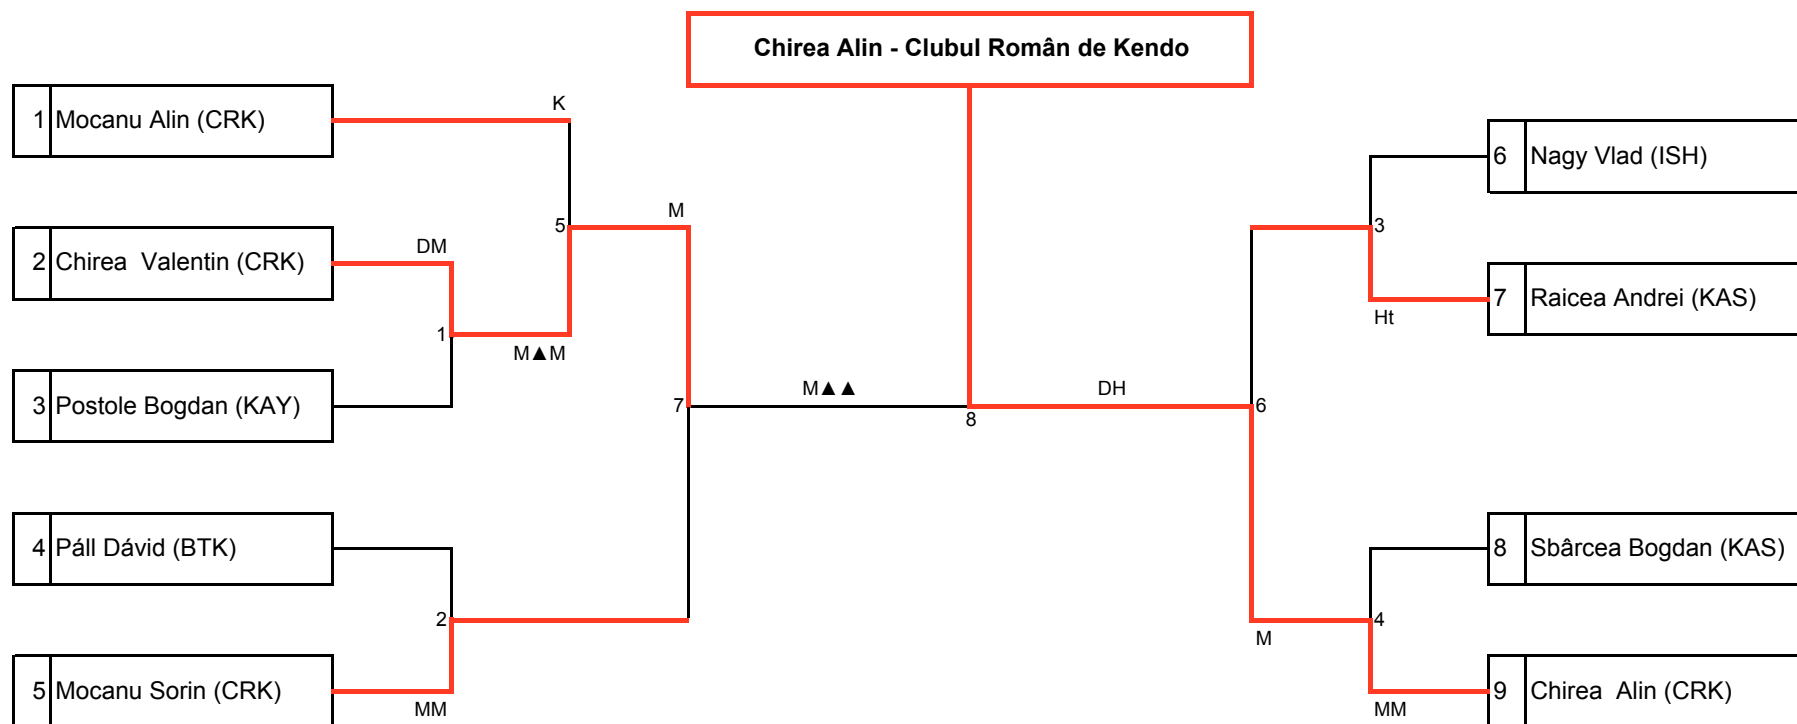 Chirea Alin - Clubul Român de Kendo
K
1 Mocanu Alin (CRK)
6 Nagy Vlad (ISH)
M
5
3
DM
2 Chirea  Valentin (CRK)
7 Raicea Andrei (KAS)
Ht
1
M▲M
M▲▲
DH
3 Postole Bogdan (KAY)
7
8
6
4 Páll Dávid (BTK)
8 Sbârcea Bogdan (KAS)
2
4
M
5 Mocanu Sorin (CRK)
9 Chirea  Alin (CRK)
MM
MM